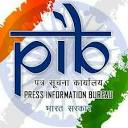 pib
पत्र सूचना कार्यालय
PRESS INFORMATION BUREAU
भारत सरकार